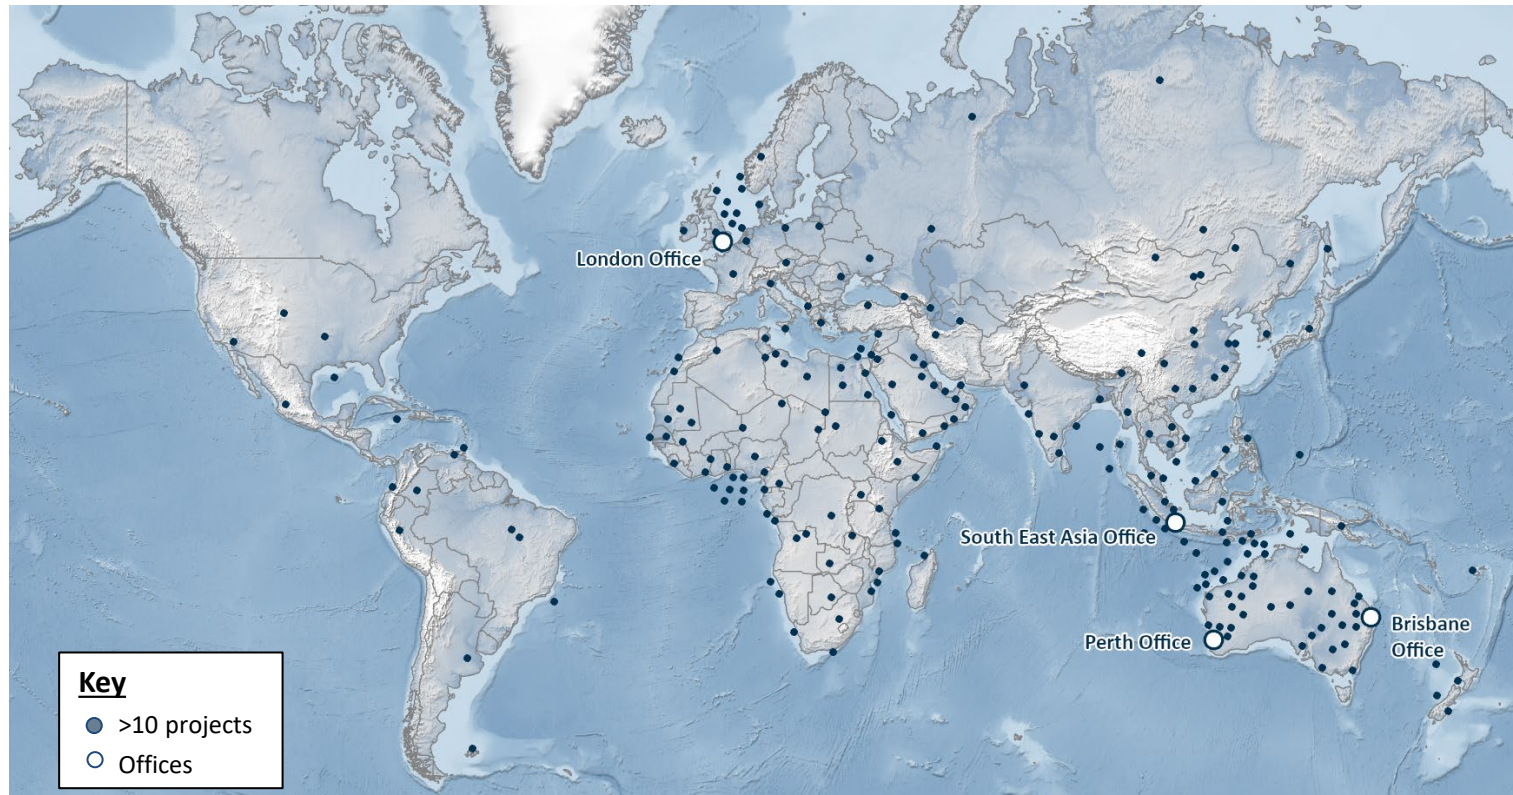 London Office
South East Asia Office
Perth Office
Brisbane
Office
Key
>10 projects
Offices